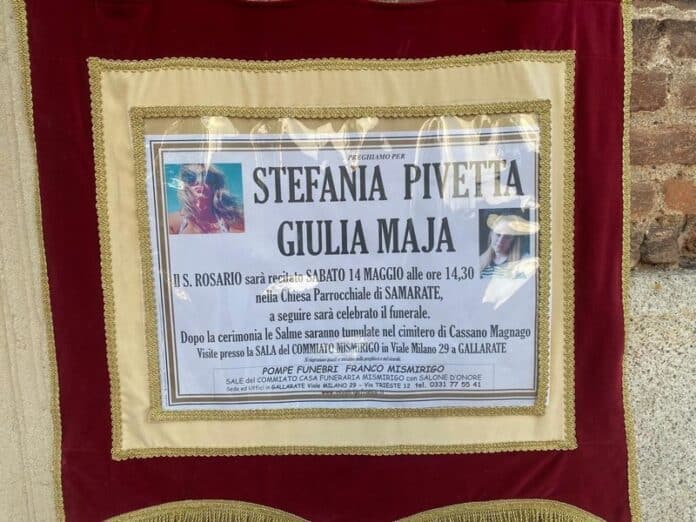 PREGHIAMO PER
STEFANIA PIVETTA
GIULIA MAJA
Il S. ROSARIO sarà recitato SABATO 14 MAGGIO alle ore 14,30
nella Chiesa Parrocchiale di SAMARATE,
a seguire sarà celebrato il funerale.
Dopo la cerimonia le Salme saranno tumulate nel cimitero di Cassano Magnago
Visite presso la SALA del COMMIATO MISMIRIGO in Viale Milano 29 a GALLARATE
POMPE FUNEBRI FRANCO MISMIRIGO
SALE del COMMIATO CASA FUNERARIA MISMIRIGO con SALONE D'ONORE
Sede ed Uffici in GALLARATE Viale MILANO 29 - Via TRIESTE 12 tel. 0331 77 55 41